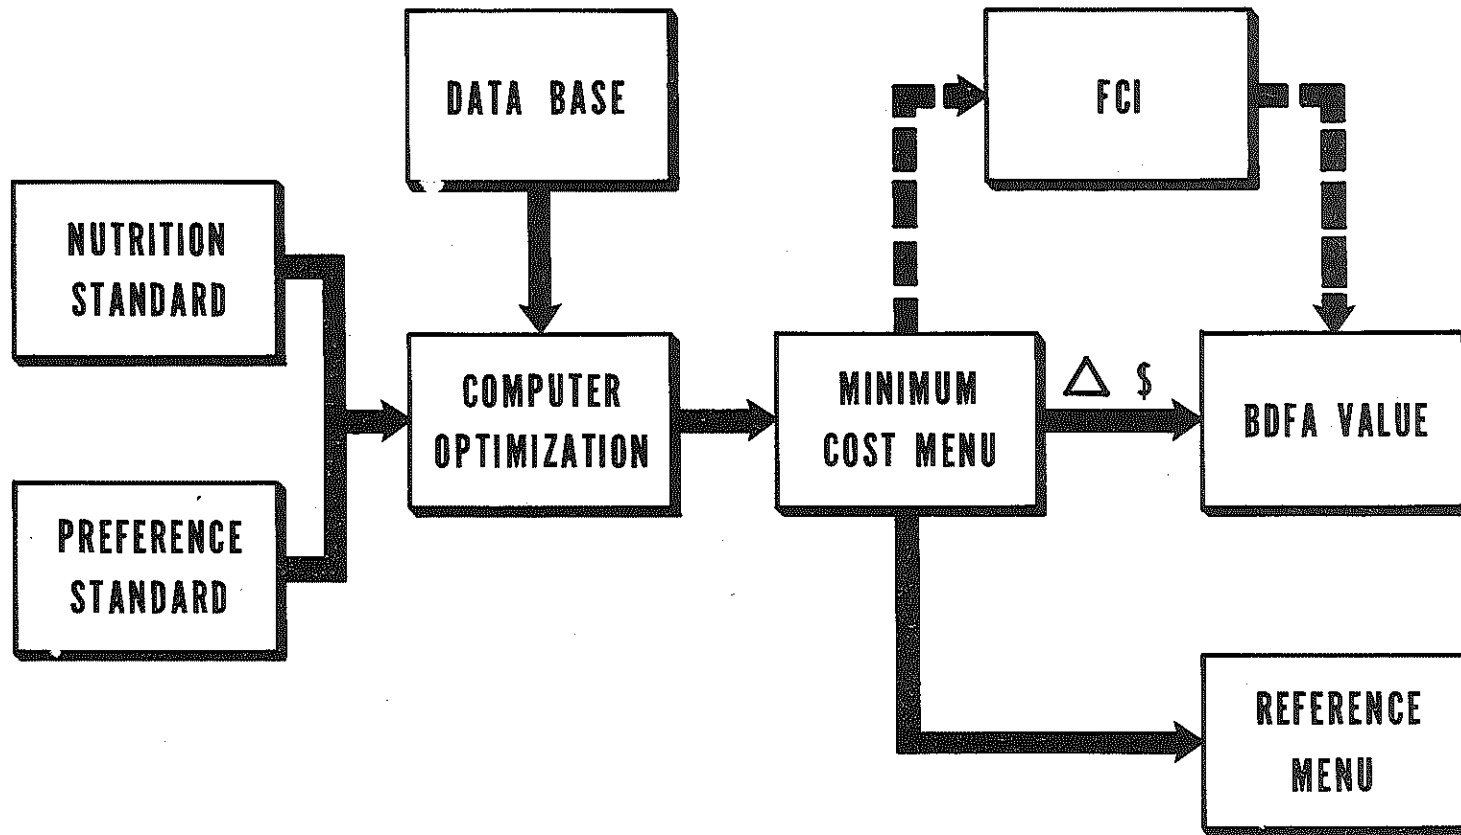 DATA BASE
FCI
NUTRITION
STANDARD
COMPUTER
OPTIMIZATION
MINIMUM
COST MENU
△ $
BDFA VALUE
PREFERENCE
STANDARD
REFERENCE
MENU